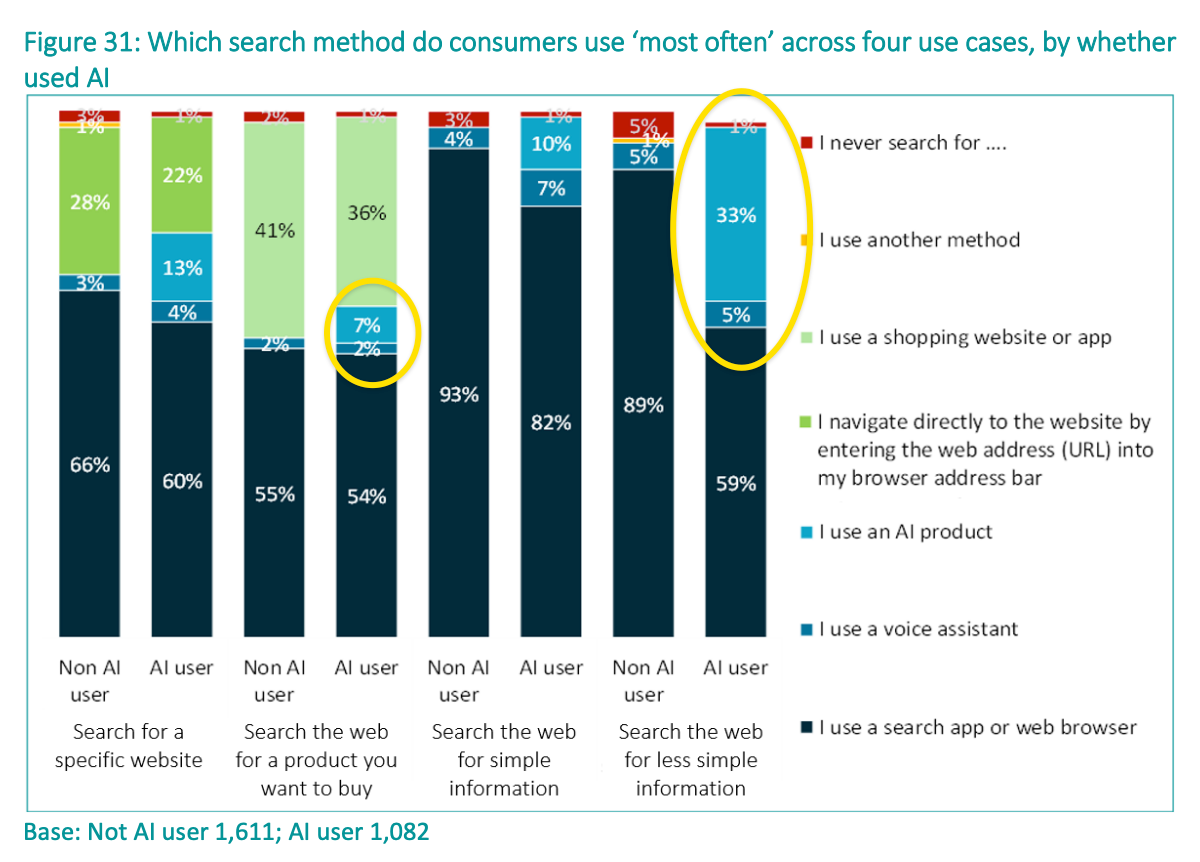 Figure 31: Which search method do consumers use ‘most often’ across four use cases, by whether
used AI
3%
1%
28%
3%
66%
1%
22%
13%
4%
60%
2%
41%
2%
55%
1%
36%
7%
2%
54%
3%
4%
93%
1%
10%
7%
82%
5%
1%
5%
89%
1%
33%
5%
59%
I never search for ....
I use another method
I use a shopping website or app
I navigate directly to the website by
entering the web address (URL) into
my browser address bar
I use an AI product
I use a voice assistant
I use a search app or web browser
Non AI
user
AI user
Non AI
user
AI user
Non AI
user
AI user
Non AI
user
AI user
Search for a
specific website
Search the web
for a product you
want to buy
Search the web
for simple
information
Search the web
for less simple
information
Base: Not AI user 1,611; AI user 1,082